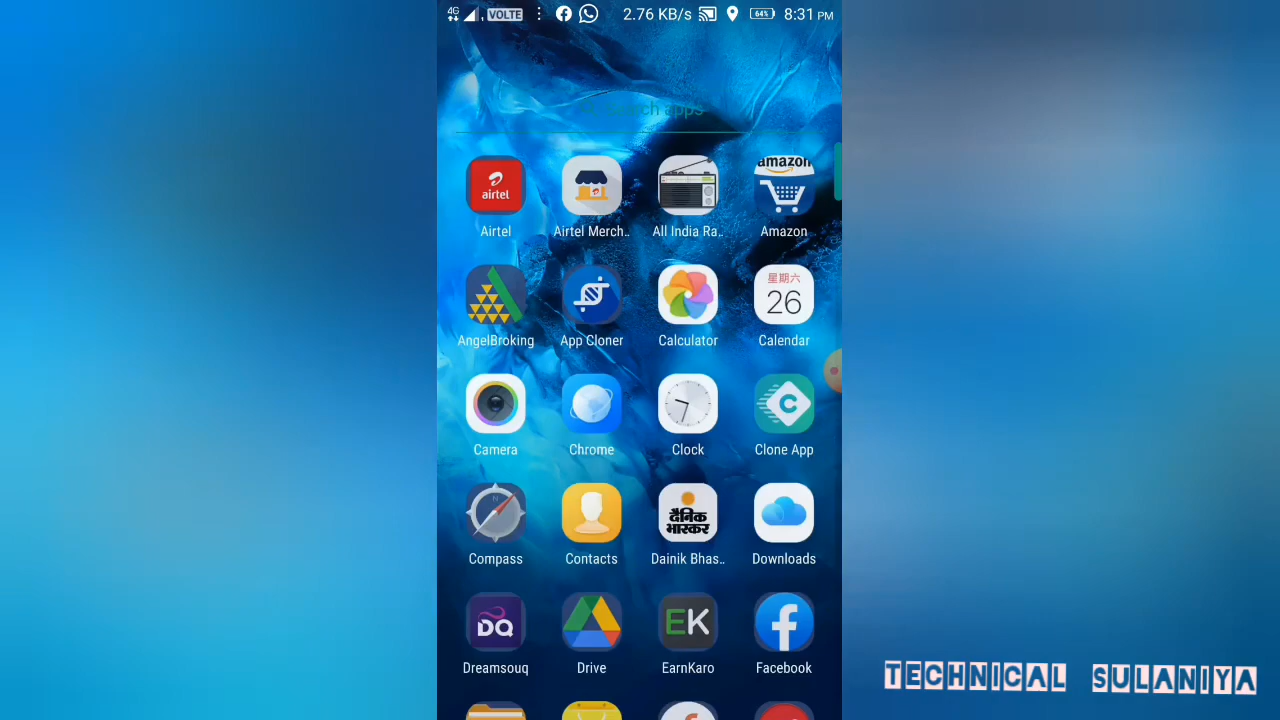 4G VOLTE 2.76 KB/s 64% 8:31 PM
Search apps
airtel
amazon
Airtel Airtel Merch.. All India Ra.. Amazon
星期六
26
AngelBroking App Cloner Calculator Calendar
C
Camera Chrome Clock Clone App
N
दैनिक
भास्कर
Compass Contacts Dainik Bhas.. Downloads
DQ EK f
Dreamsouq Drive EarnKaro Facebook
TECHNICAL SULANIYA